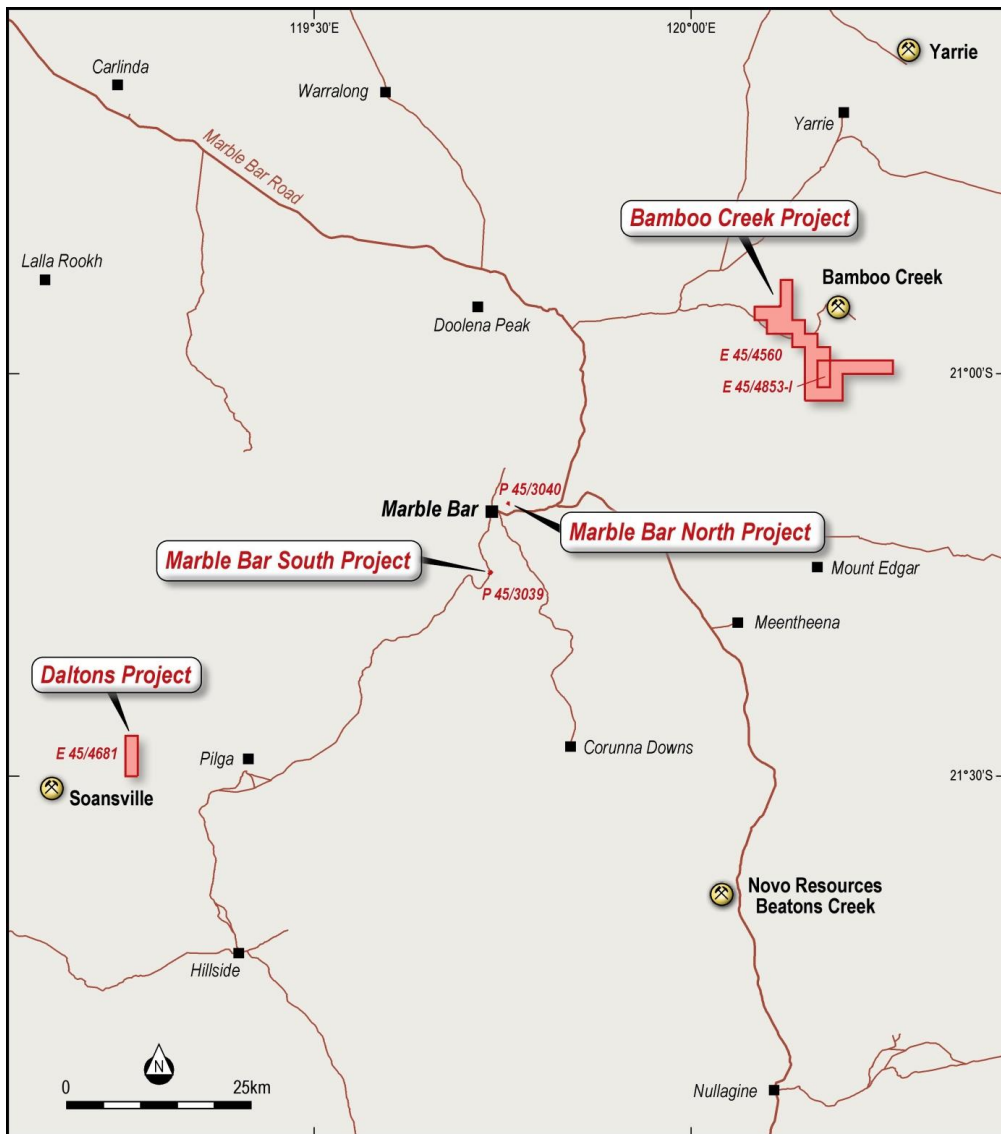 119°30'E
120°00'E
Carlinda
Warralong
Yarrie
Yarrie
Marble Bar Road
Bamboo Creek Project
Lalla Rookh
Bamboo Creek
Doolena Peak
E 45/4560
21°00'S
E 45/4853-I
P 45/3040
Marble Bar
Marble Bar North Project
Marble Bar South Project
Mount Edgar
P 45/3039
Meentheena
Daltons Project
E 45/4681
Pilga
Corunna Downs
21°30'S
Soansville
Novo Resources
Beatons Creek
Hillside
N
0
25km
Nullagine